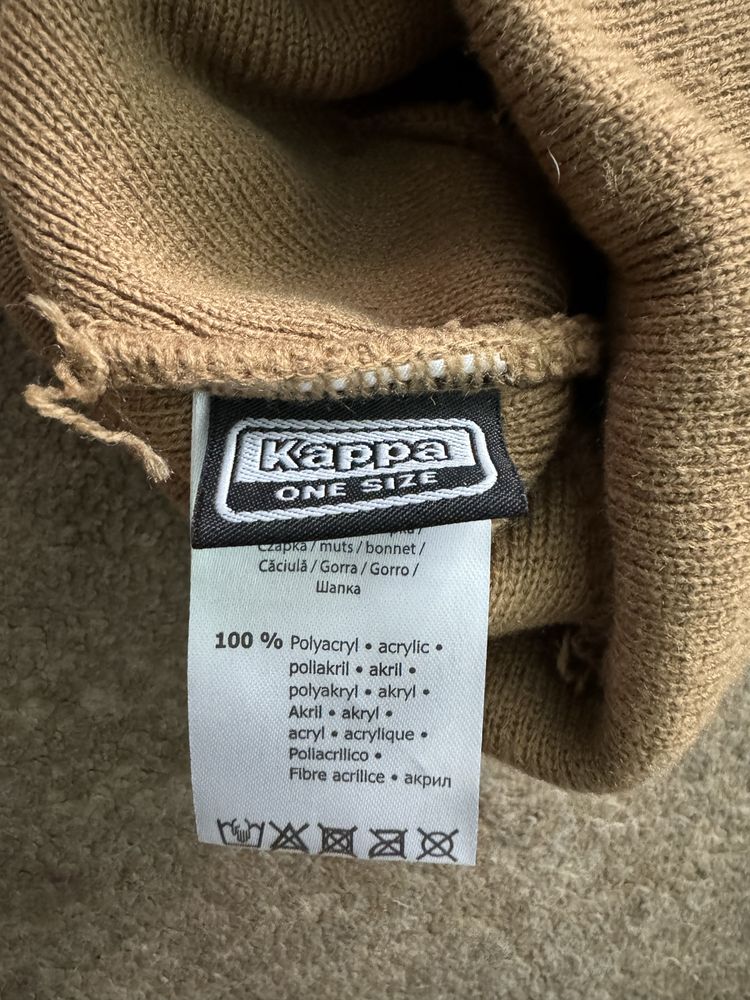 Kappa
ONE SIZE
Czapka / muts / bonnet /
Căciulă / Gorra / Gorro /
Шапка
100 % Polyacryl • acrylic •
poliakril • akril •
polyakryl • akryl •
Akril • akryl •
acryl • acrylique •
Poliacrilico •
Fibre acrilice • акрил